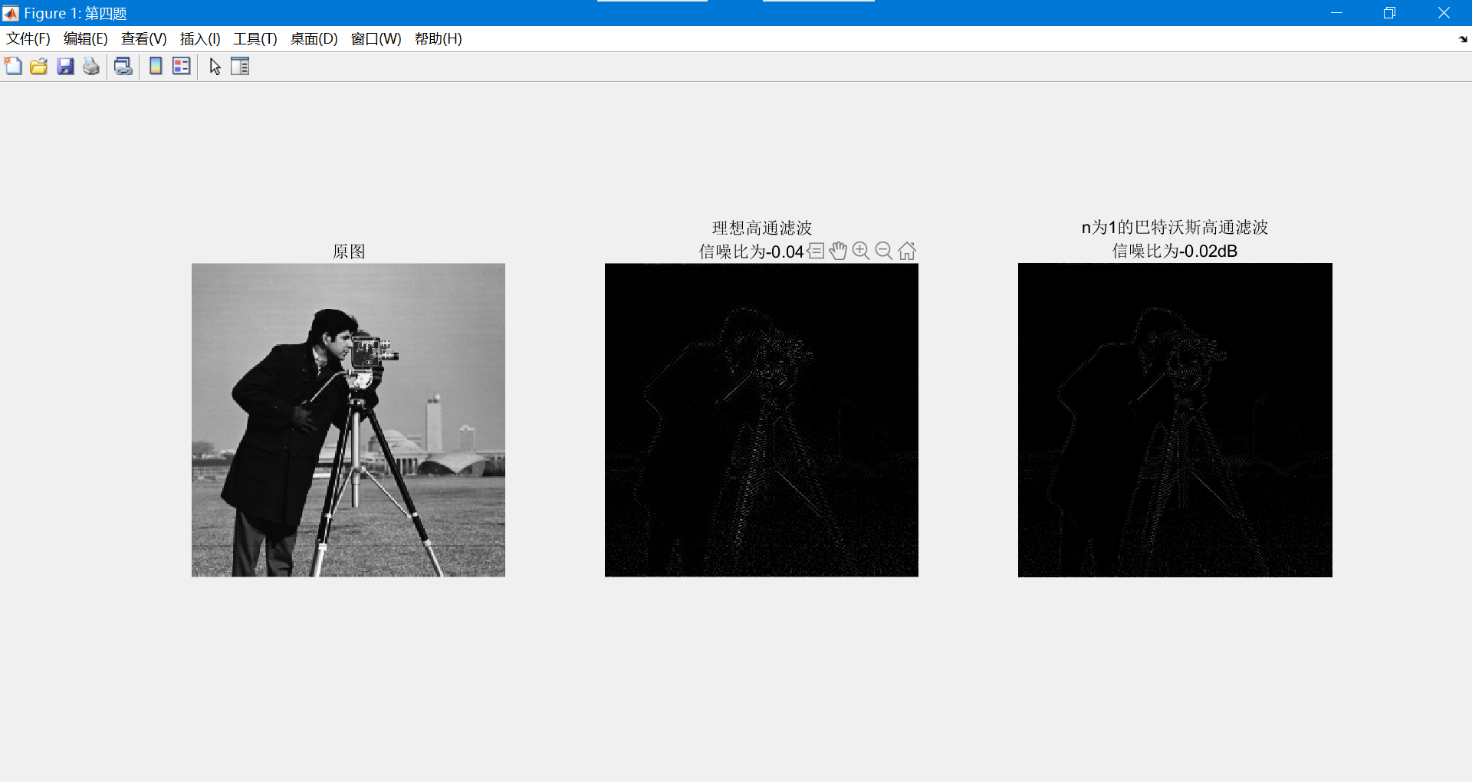 Figure 1: 第四题
文件(F) 编辑(E) 查看(V) 插入(I) 工具(T) 桌面(D) 窗口(W) 帮助(H)
原图
理想高通滤波
信噪比为-0.04
n为1的巴特沃斯高通滤波
信噪比为-0.02dB